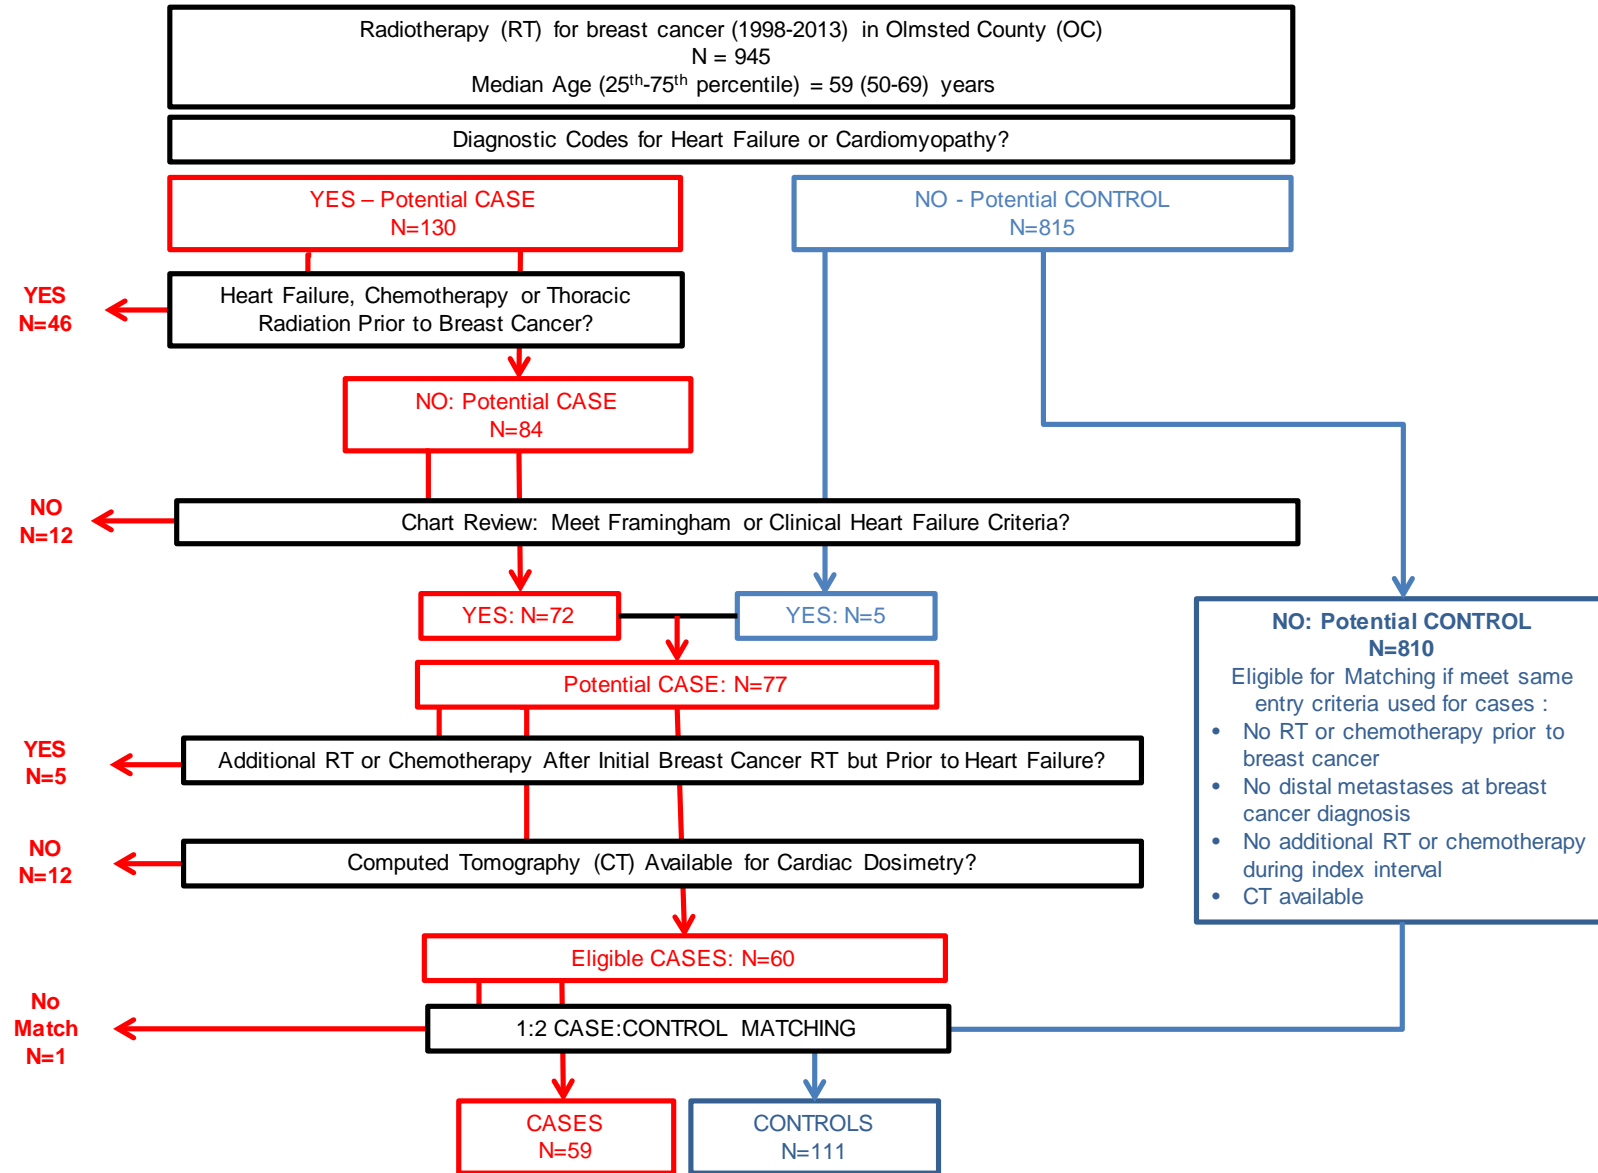 Radiotherapy (RT) for breast cancer (1998-2013) in Olmsted County (OC)
N = 945
Median Age (25th-75th percentile) = 59 (50-69) years
Diagnostic Codes for Heart Failure or Cardiomyopathy?
YES – Potential CASE
N=130
NO - Potential CONTROL
N=815
YES
N=46
Heart Failure, Chemotherapy or Thoracic
Radiation Prior to Breast Cancer?
NO: Potential CASE
N=84
NO
N=12
Chart Review: Meet Framingham or Clinical Heart Failure Criteria?
YES: N=72
YES: N=5
NO: Potential CONTROL
N=810
Eligible for Matching if meet same
entry criteria used for cases :
• No RT or chemotherapy prior to
breast cancer
• No distal metastases at breast
cancer diagnosis
• No additional RT or chemotherapy
during index interval
• CT available
Potential CASE: N=77
YES
N=5
Additional RT or Chemotherapy After Initial Breast Cancer RT but Prior to Heart Failure?
NO
N=12
Computed Tomography (CT) Available for Cardiac Dosimetry?
Eligible CASES: N=60
No
Match
N=1
1:2 CASE:CONTROL MATCHING
CASES
N=59
CONTROLS
N=111